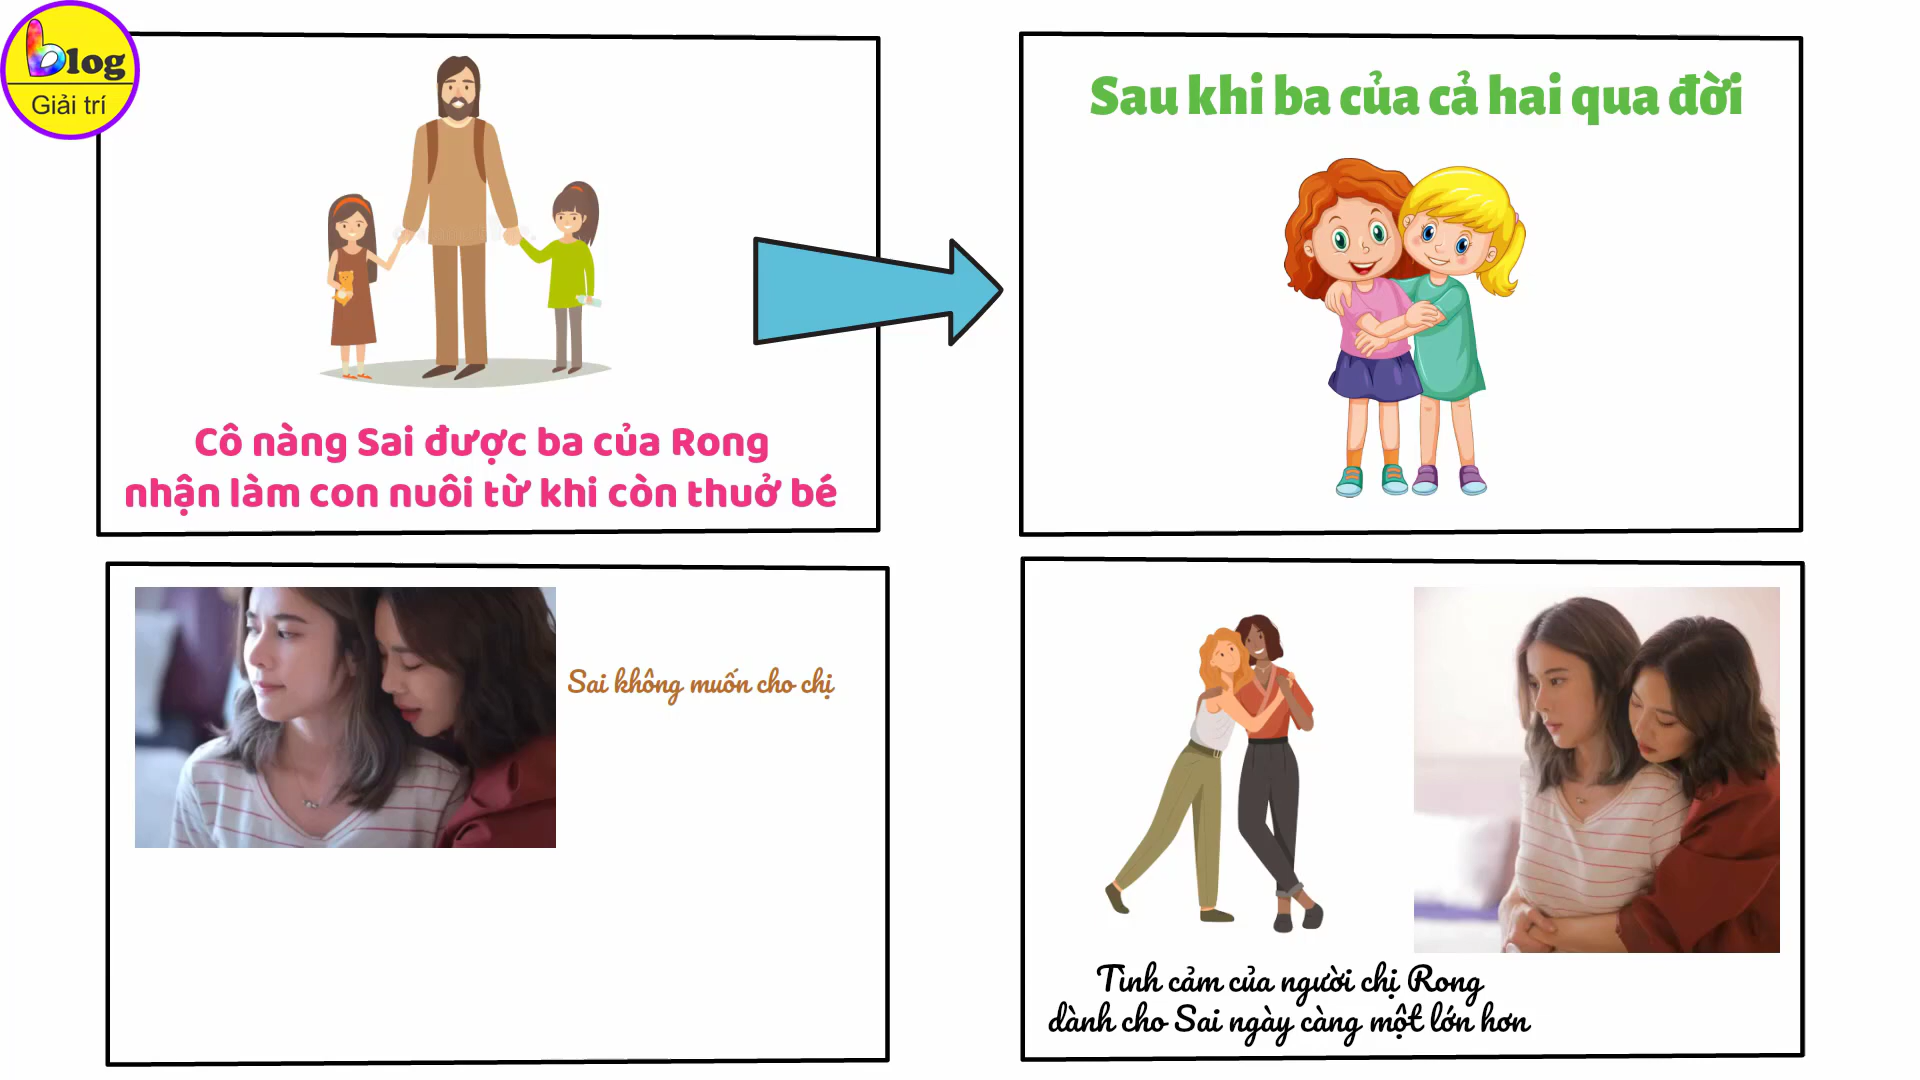 blog
Giải trí
Cô nàng Sai được ba của Rong
nhận làm con nuôi từ khi còn thuở bé
Sau khi ba của cả hai qua đời
Sai không muốn cho chị
Tình cảm của người chị Rong
dành cho Sai ngày càng một lớn hơn